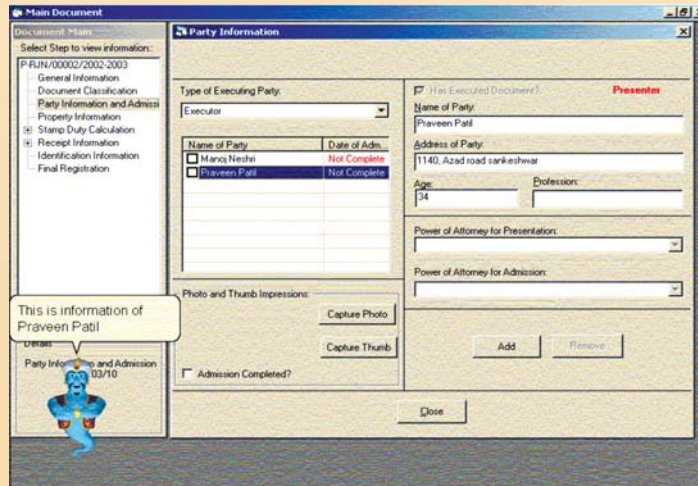 Main Document
Document Main
Select Step to view information::
P-RJN/00002/2002-2003
General Information
Document Classification
Party Information and Admissi
Property Information
Stamp Duty Calculation
Receipt Information
Identification Information
Final Registration
This is information of
Praveen Patil
Details
Party Information and Admission
03/10
Party Information
Type of Executing Party:
Executor
Name of Party
Date of Adm...
Manoj Neshri
Not Complete
Praveen Patil
Not Complete
Photo and Thumb Impressions:
Capture Photo
Capture Thumb
Admission Completed?
Has Executed Document?.
Presenter
Name of Party:
Praveen Patil
Address of Party:
1140, Azad road sankeshwar
Age:
Profession:
34
Power of Attorney for Presentation:
Power of Attorney for Admission:
Add
Remove
Close